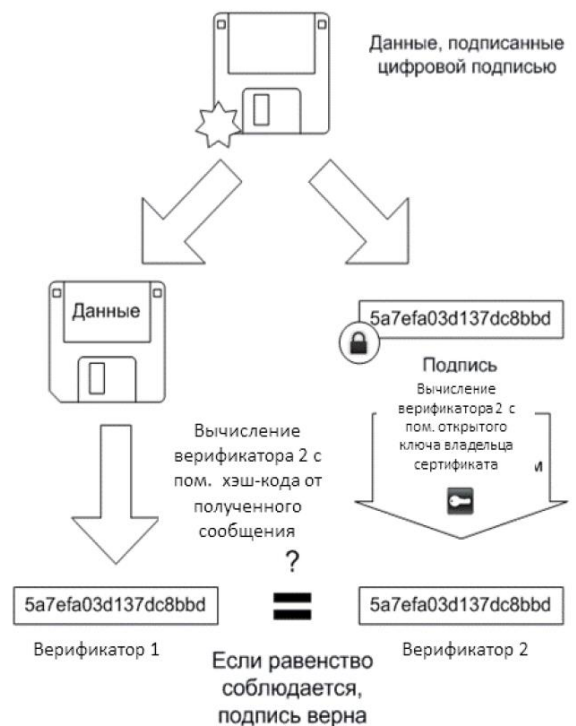 Данные, подписанные
цифровой подписью
Данные
5a7efa03d137dc8bbd
Подпись
Вычисление
верификатора 2 с
пом. открытого
ключа владельца
сертификата
и
Вычисление
верификатора 2 с
пом. хэш-кода от
полученного
сообщения
?
=
5a7efa03d137dc8bbd
5a7efa03d137dc8bbd
Верификатор 1
Верификатор 2
Если равенство
соблюдается,
подпись верна